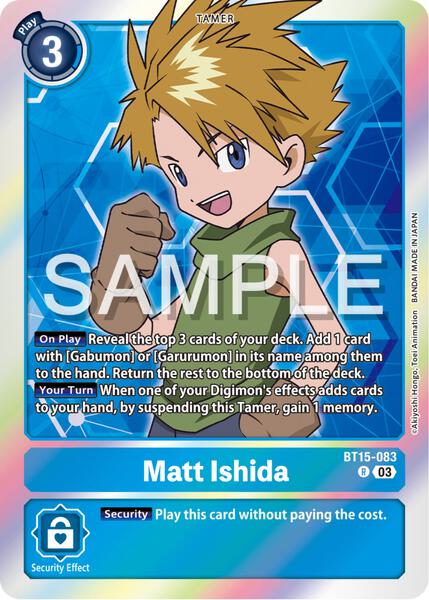 TAMER
Play
3
SAMPLE
On Play Reveal the top 3 cards of your deck. Add 1 card
with [Gabumon] or [Garurumon] in its name among them
to the hand. Return the rest to the bottom of the deck.
Your Turn When one of your Digimon's effects adds cards
to your hand, by suspending this Tamer, gain 1 memory.
©Akiyoshi Hongo, Toei Animation BANDAI MADE IN JAPAN
BT15-083
Matt Ishida
R 03
Security Play this card without paying the cost.
Security Effect